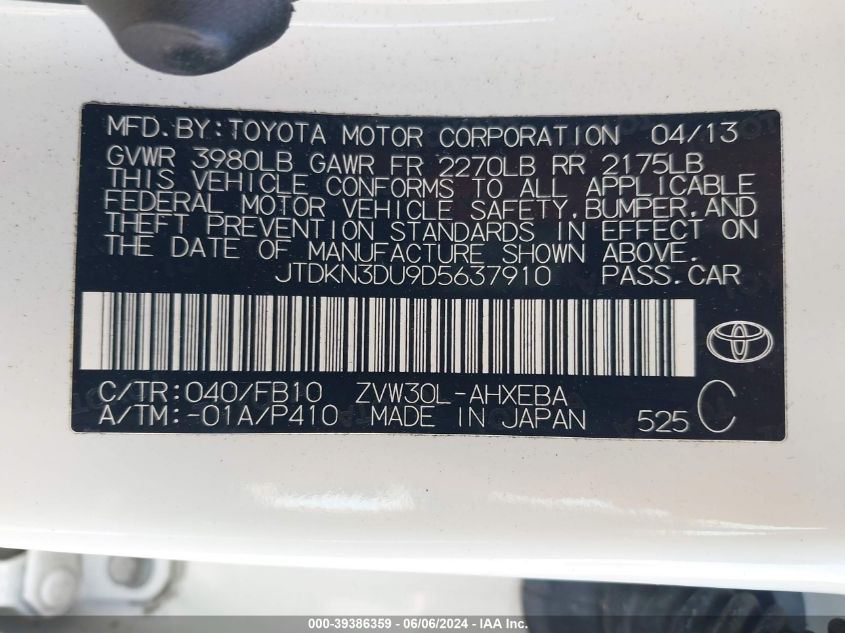 MFD.BY:TOYOTA MOTOR CORPORATION 04/13
GVWR 3980LB GAWR FR 2270LB RR 2175LB
THIS VEHICLE CONFORMS TO ALL APPLICABLE
FEDERAL MOTOR VEHICLE SAFETY,BUMPER,AND
THEFT PREVENTION STANDARDS IN EFFECT ON
THE DATE OF MANUFACTURE SHOWN ABOVE.
JTDKN3DU9D5637910 PASS.CAR
C/TR:040/FB10 ZVW30L-AHXEBA
A/TM:-01A/P410 MADE IN JAPAN 525 C
000-39386359 - 06/06/2024 - IAA Inc.